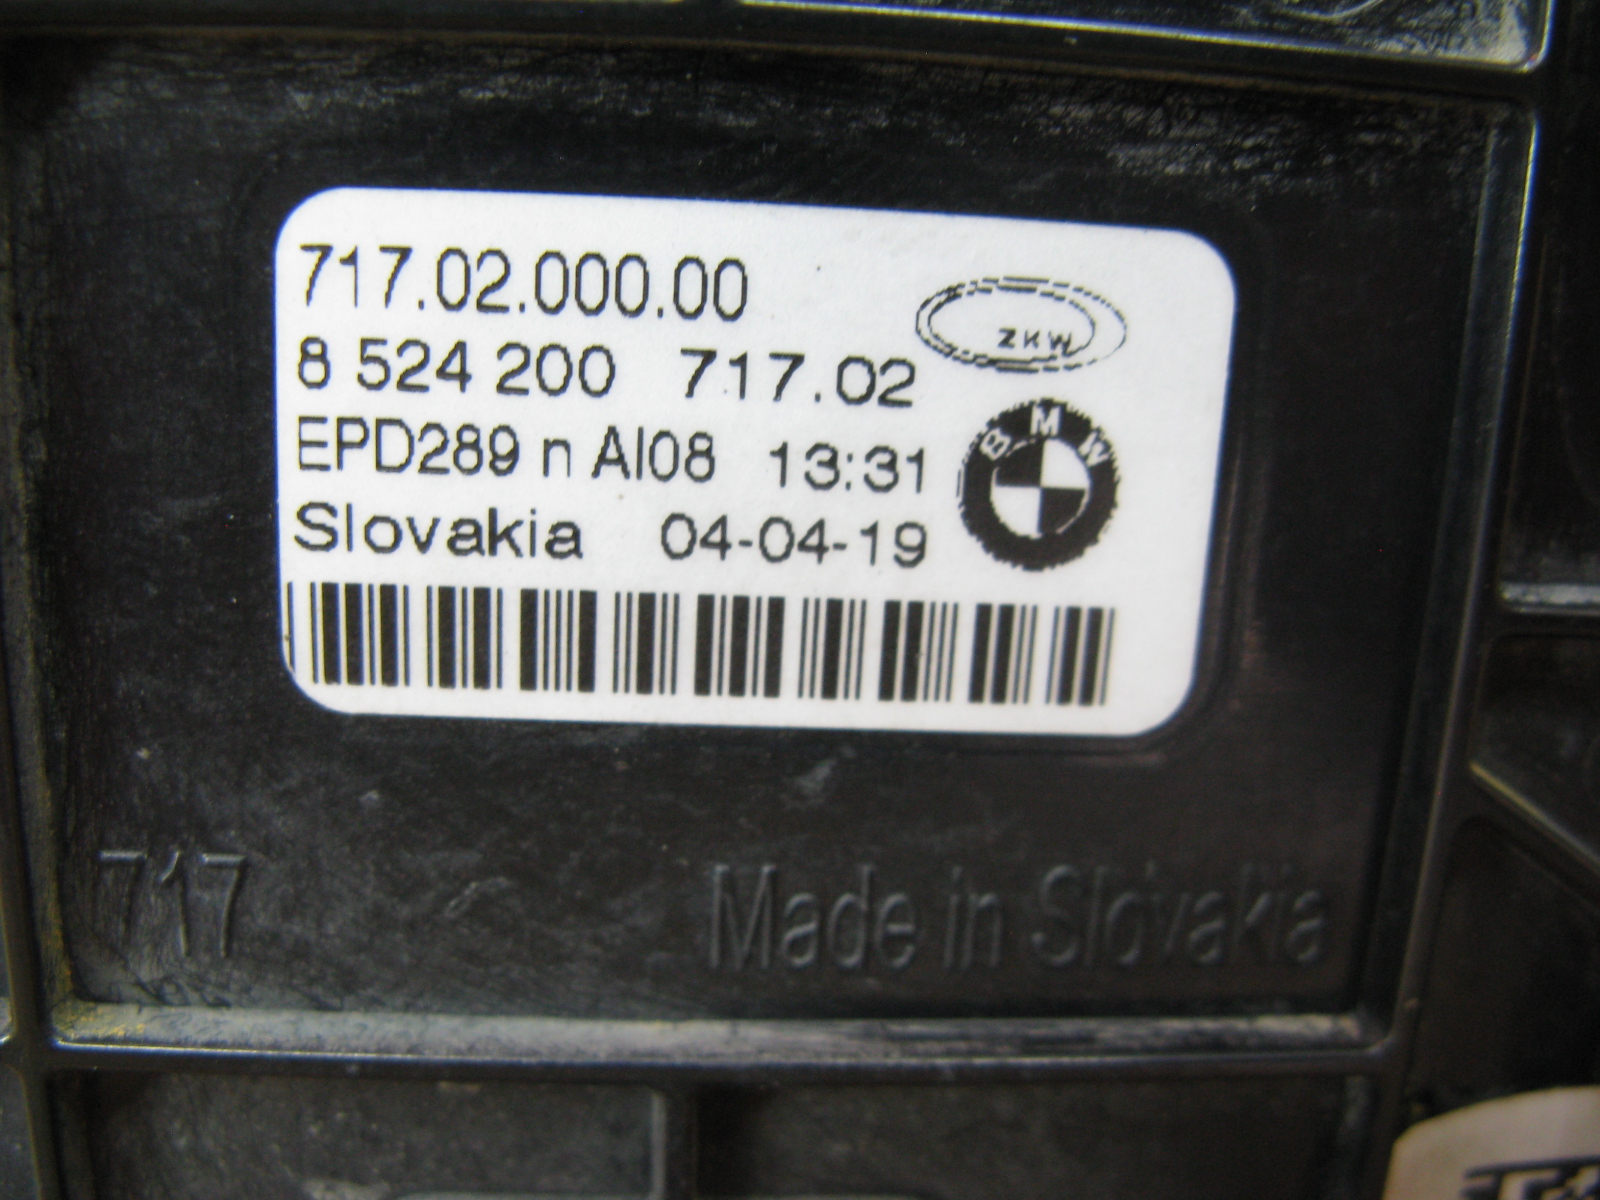 717.02.000.00
ZKW
8 524 200 717.02
BMW
EPD289 n AI08 13:31
Slovakia 04-04-19
717
Made in Slovakia